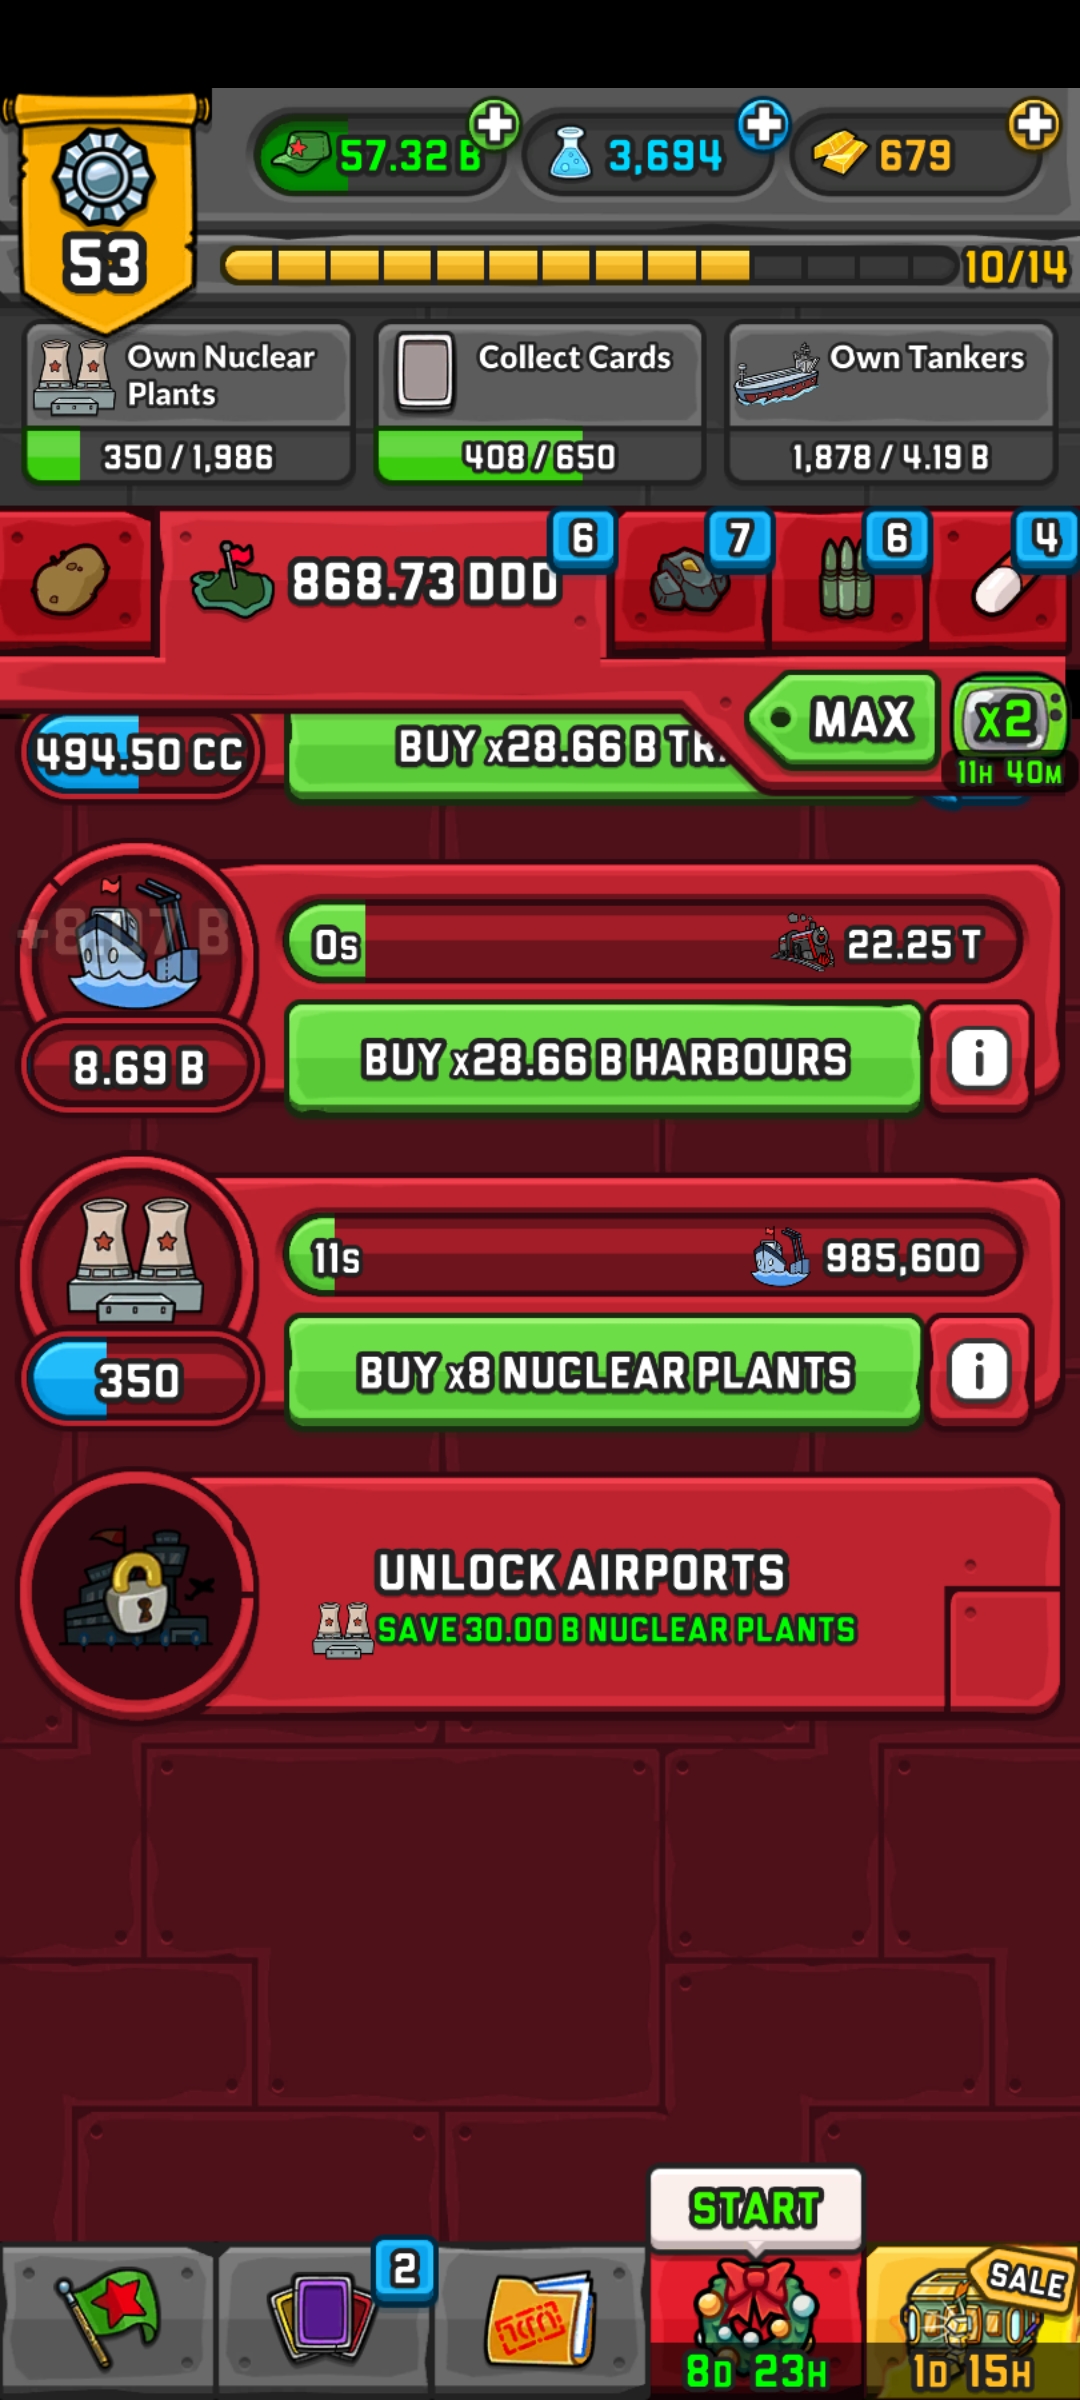 57.32 B
3,694
679
53
10/14
Own Nuclear
Plants
350 / 1,986
Collect Cards
408 / 650
Own Tankers
1,878 / 4.19 B
868.73 DDD
6
7
6
4
MAX
x2
11H 40M
494.50 CC
BUY x28.66 B
0s
22.25 T
8.69 B
BUY x28.66 B HARBOURS
i
11s
985,600
350
BUY x8 NUCLEAR PLANTS
i
UNLOCK AIRPORTS
SAVE 30.00 B NUCLEAR PLANTS
START
2
SALE
8D 23H
1D 15H